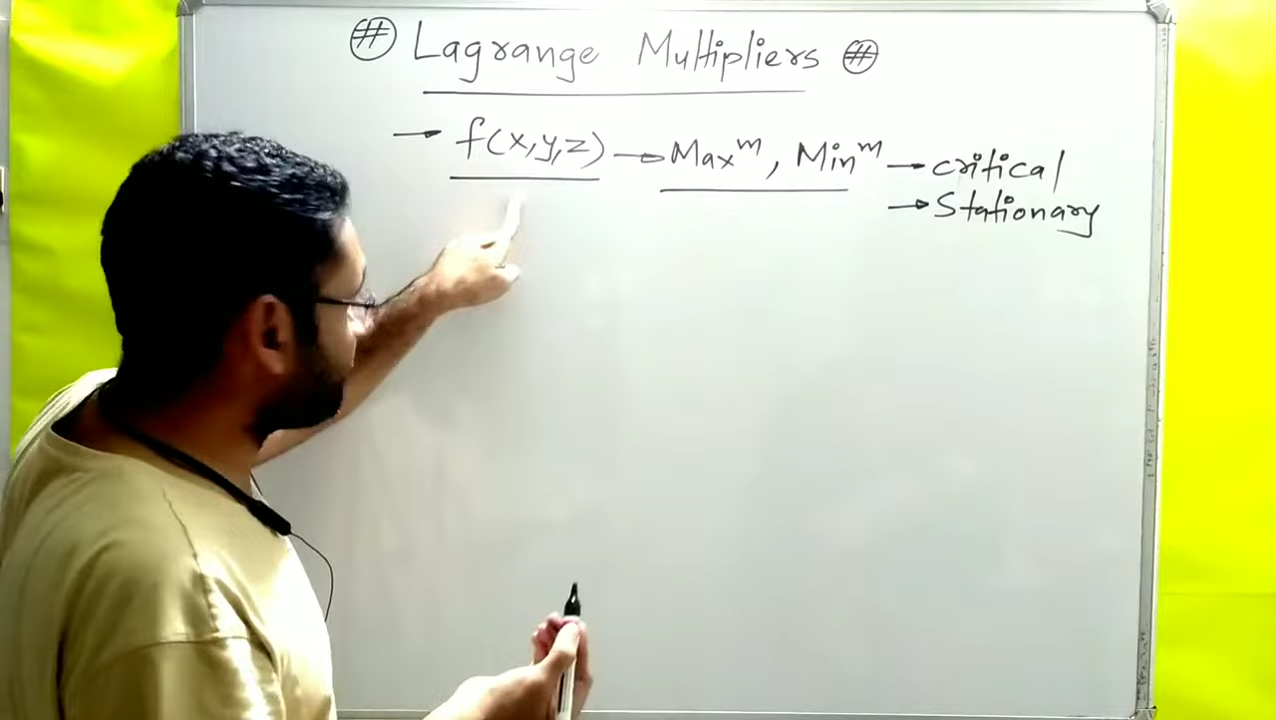 # Lagrange Multipliers #
→ f(x,y,z) → Maxᵐ, Minᵐ → critical
→ Stationary